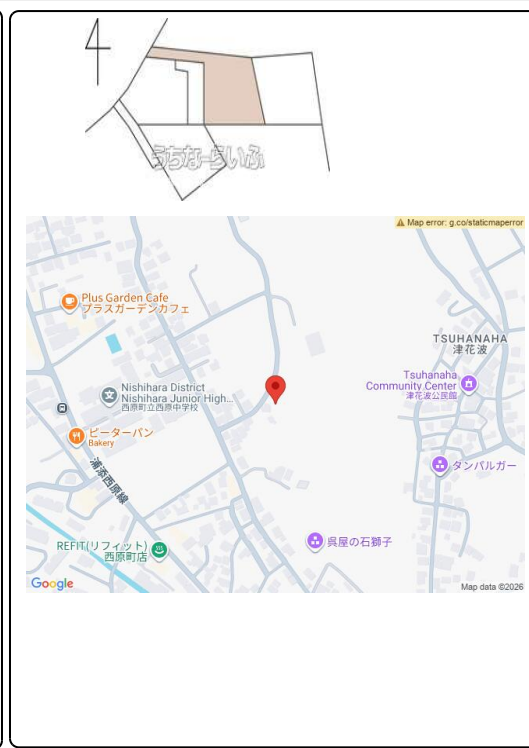 うちなーらいふ
Map error: g.co/staticmaperror
Plus Garden Cafe
プラスガーデンカフェ
TSUHANAHA
津花波
Tsuhanaha
Community Center
津花波公民館
Nishihara District
Nishihara Junior High...
西原町立西原中学校
ピーターパン
Bakery
タンバルガー
浦添西原線
呉屋の石獅子
REFIT(リフィット)
西原町店
Google
Map data ©2026